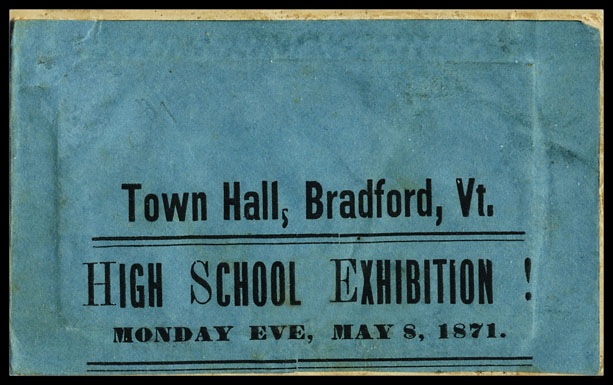 Town Hall, Bradford, Vt.
HIGH SCHOOL EXHIBITION !
MONDAY EVE, MAY 8, 1871.